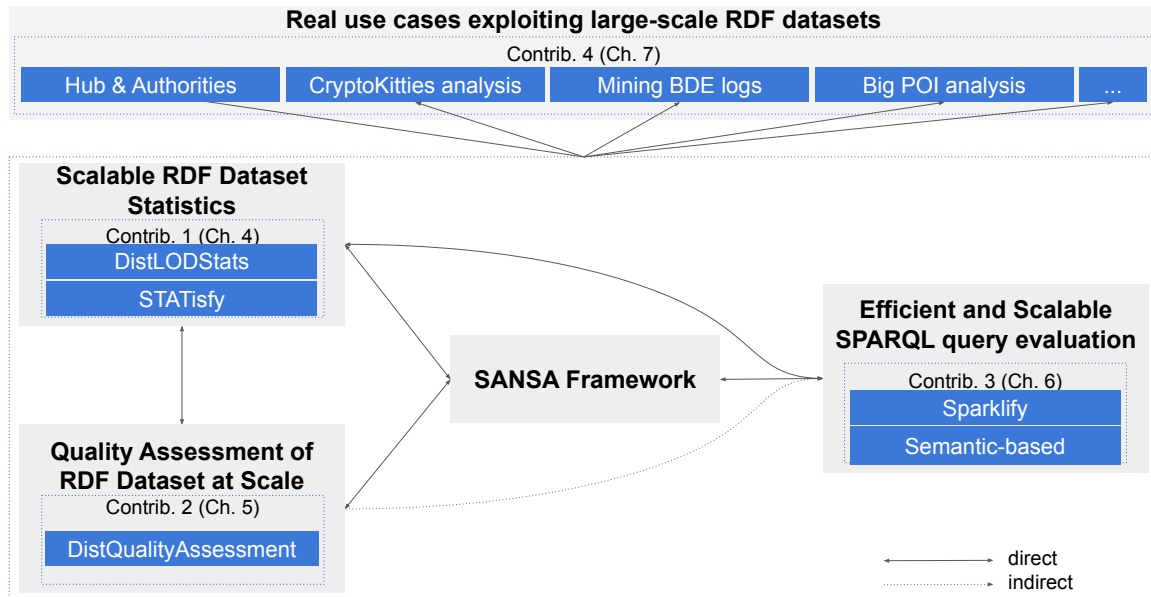 Real use cases exploiting large-scale RDF datasets
Contrib. 4 (Ch. 7)
Hub & Authorities
CryptoKitties analysis
Mining BDE logs
Big POI analysis
...
Scalable RDF Dataset
Statistics
Contrib. 1 (Ch. 4)
DistLODStats
STATisfy
Efficient and Scalable
SPARQL query evaluation
Contrib. 3 (Ch. 6)
Sparklify
Semantic-based
SANSA Framework
Quality Assessment of
RDF Dataset at Scale
Contrib. 2 (Ch. 5)
DistQualityAssessment
direct
indirect